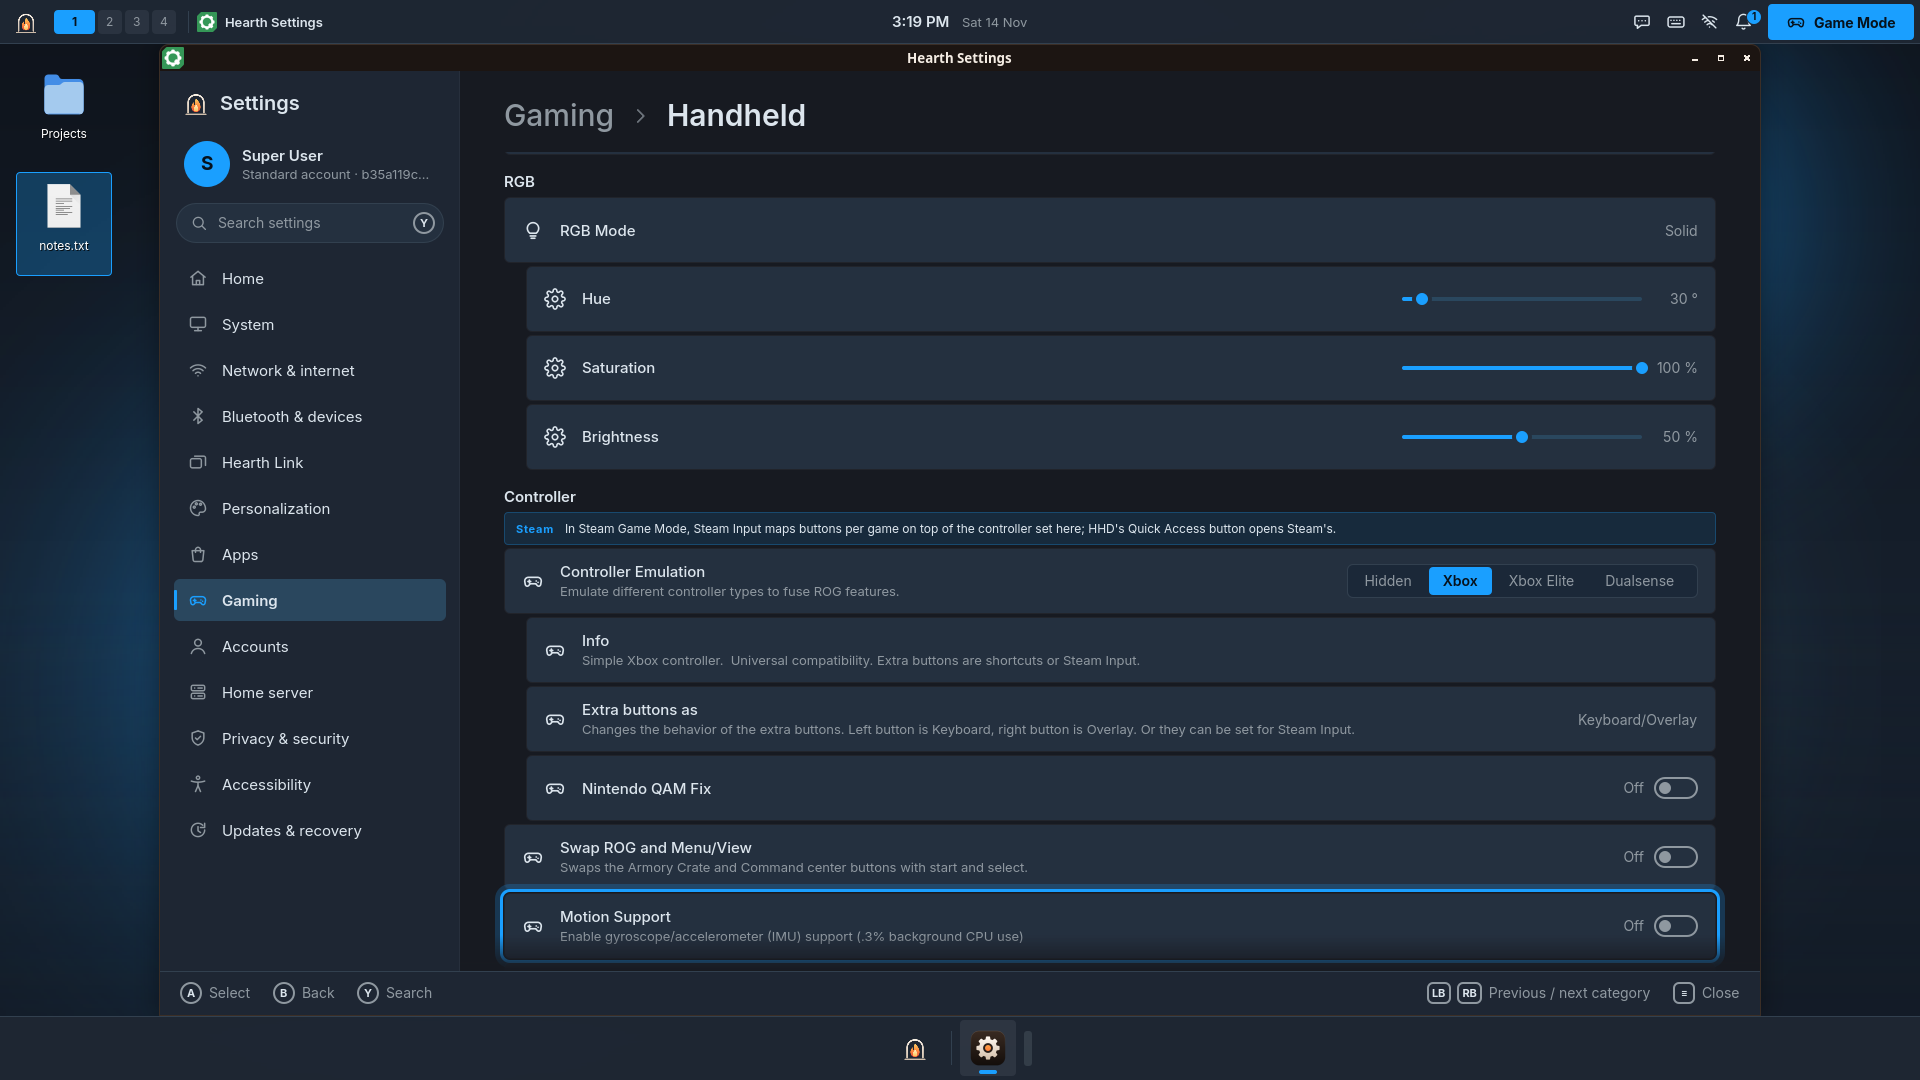 1 2 3 4 Hearth Settings
3:19 PM Sat 14 Nov
1 Game Mode
Hearth Settings
Projects
notes.txt
Settings
S
Super User
Standard account · b35a119c...
Search settings Y
Home
System
Network & internet
Bluetooth & devices
Hearth Link
Personalization
Apps
Gaming
Accounts
Home server
Privacy & security
Accessibility
Updates & recovery
Gaming > Handheld
RGB
RGB Mode Solid
Hue 30 °
Saturation 100 %
Brightness 50 %
Controller
Steam In Steam Game Mode, Steam Input maps buttons per game on top of the controller set here; HHD's Quick Access button opens Steam's.
Controller Emulation
Emulate different controller types to fuse ROG features.
Hidden Xbox Xbox Elite Dualsense
Info
Simple Xbox controller.  Universal compatibility. Extra buttons are shortcuts or Steam Input.
Extra buttons as
Changes the behavior of the extra buttons. Left button is Keyboard, right button is Overlay. Or they can be set for Steam Input.
Keyboard/Overlay
Nintendo QAM Fix Off
Swap ROG and Menu/View
Swaps the Armory Crate and Command center buttons with start and select.
Off
Motion Support
Enable gyroscope/accelerometer (IMU) support (.3% background CPU use)
Off
A Select B Back Y Search
LB RB Previous / next category Close